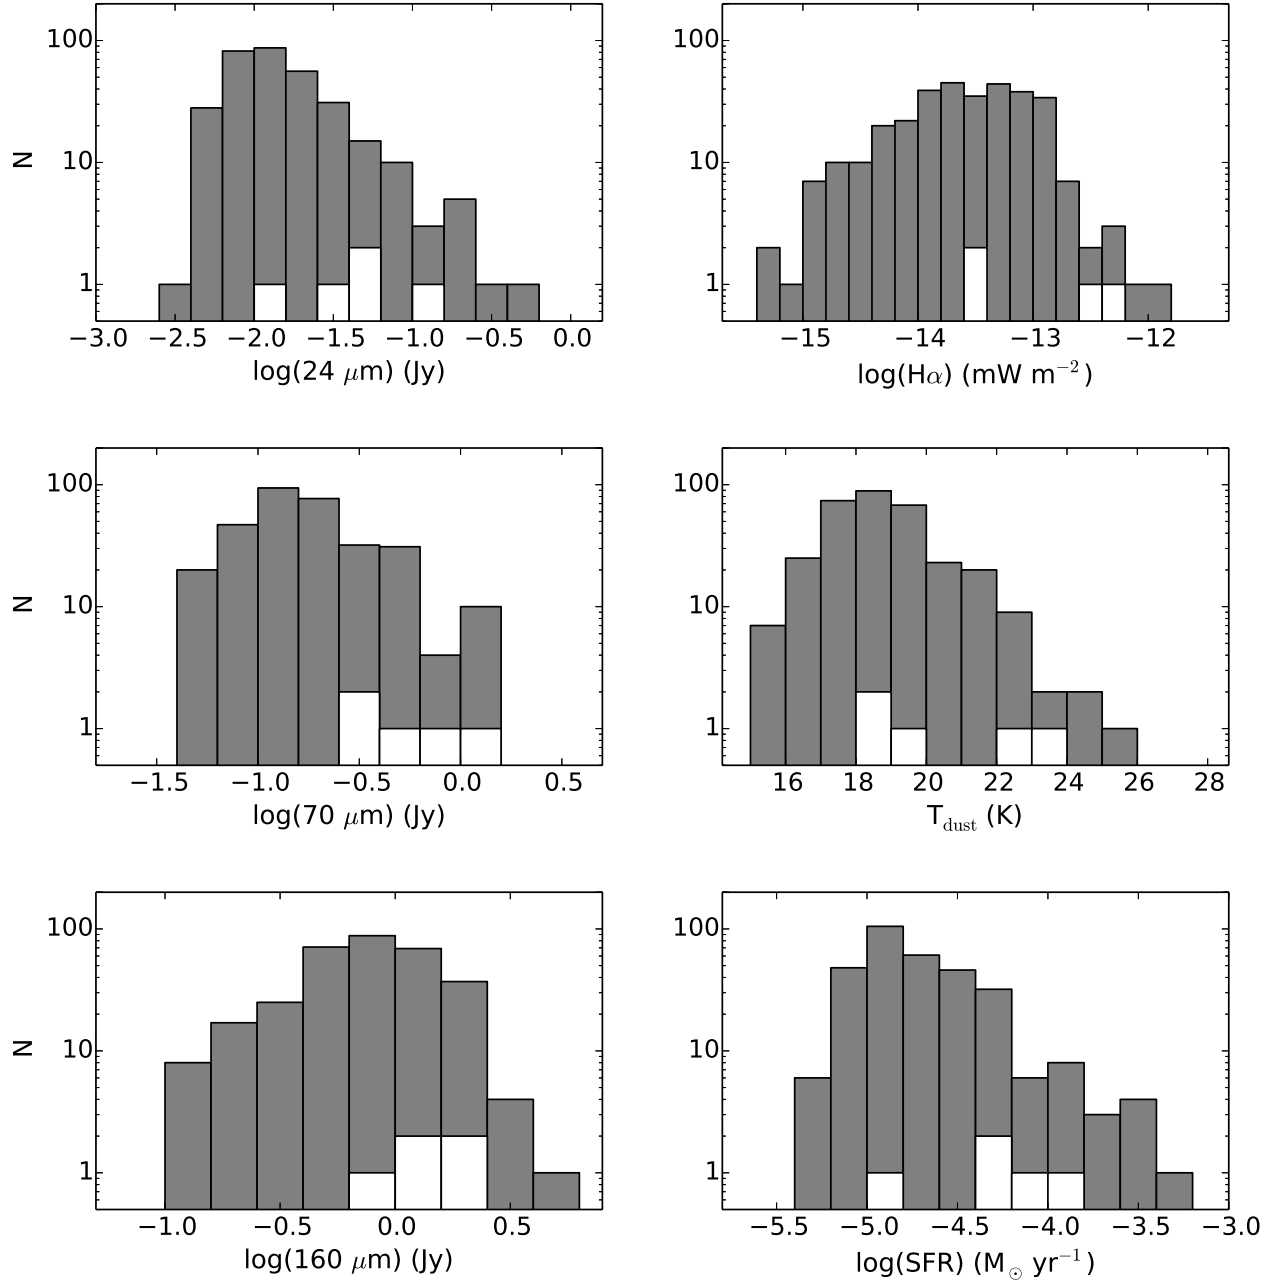 100
10
1
N
−3.0 −2.5 −2.0 −1.5 −1.0 −0.5 0.0
log(24 μm) (Jy)
100
10
1
−15 −14 −13 −12
log(Hα) (mW m⁻²)
100
10
1
N
−1.5 −1.0 −0.5 0.0 0.5
log(70 μm) (Jy)
100
10
1
16 18 20 22 24 26 28
T_dust (K)
100
10
1
N
−1.0 −0.5 0.0 0.5
log(160 μm) (Jy)
100
10
1
−5.5 −5.0 −4.5 −4.0 −3.5 −3.0
log(SFR) (M_⊙ yr⁻¹)